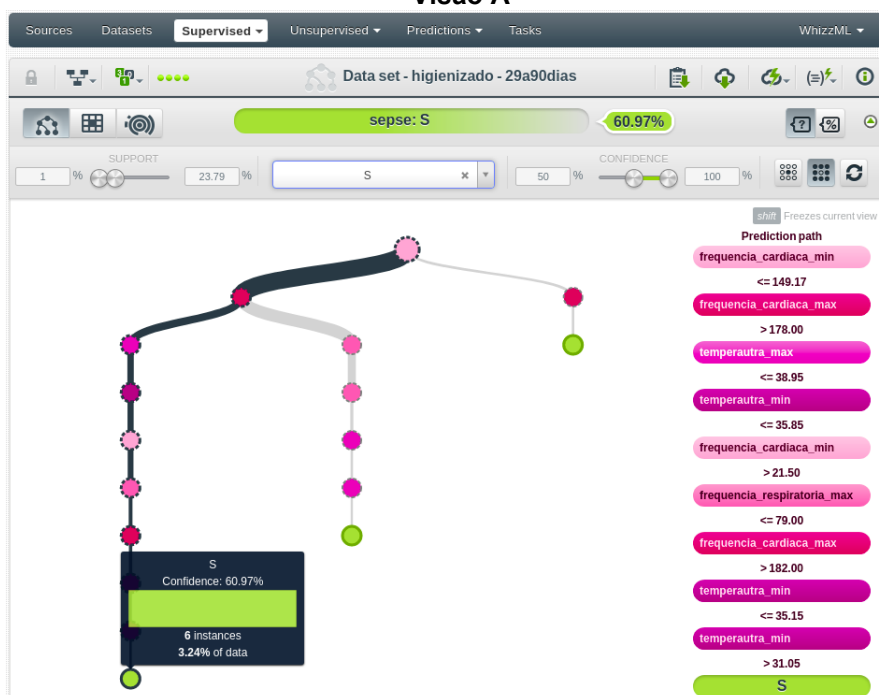 Visão A
Sources Datasets Supervised Unsupervised Predictions Tasks WhizzML
Data set - higienizado - 29a90dias
sepse: S 60.97%
SUPPORT CONFIDENCE
1 % 23.79 % S × 50 % 100 %
shift Freezes current view
Prediction path
frequencia_cardiaca_min
<= 149.17
frequencia_cardiaca_max
> 178.00
temperautra_max
<= 38.95
temperautra_min
<= 35.85
frequencia_cardiaca_min
> 21.50
frequencia_respiratoria_max
<= 79.00
frequencia_cardiaca_max
> 182.00
temperautra_min
<= 35.15
temperautra_min
> 31.05
S
S
Confidence: 60.97%
6 instances
3.24% of data